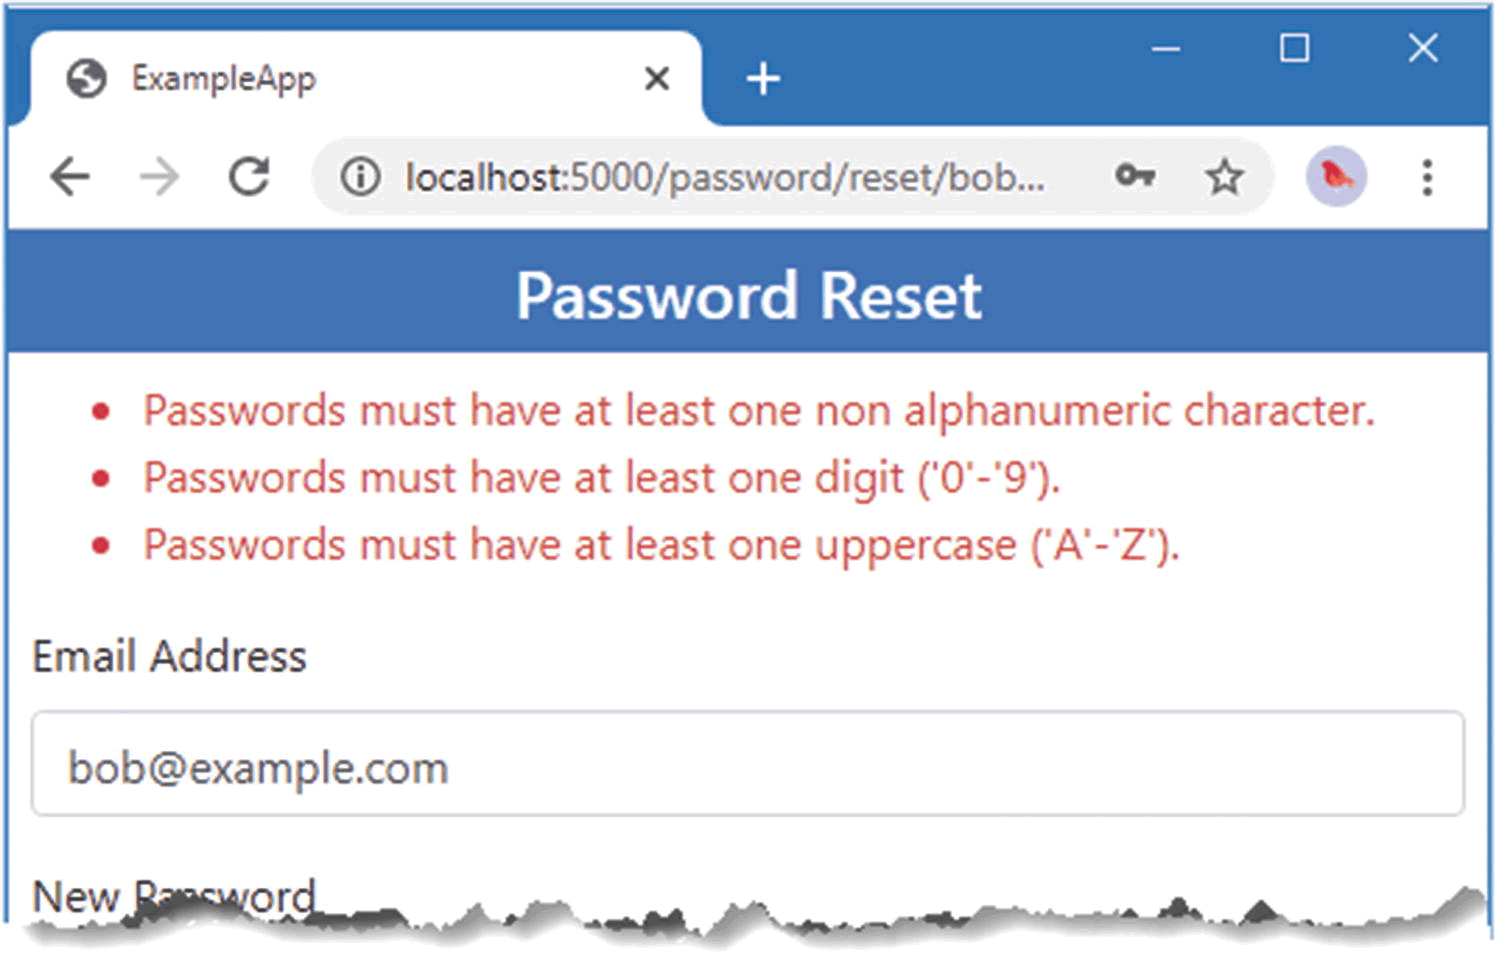 ExampleApp
localhost:5000/password/reset/bob...
Password Reset
Passwords must have at least one non alphanumeric character.
Passwords must have at least one digit ('0'-'9').
Passwords must have at least one uppercase ('A'-'Z').
Email Address
bob@example.com
New Password